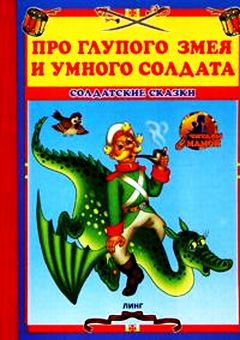 ПРО ГЛУПОГО ЗМЕЯ
И УМНОГО СОЛДАТА
СОЛДАТСКИЕ СКАЗКИ
ЧИТАЕМ
С МАМОЙ
ЛИНГ